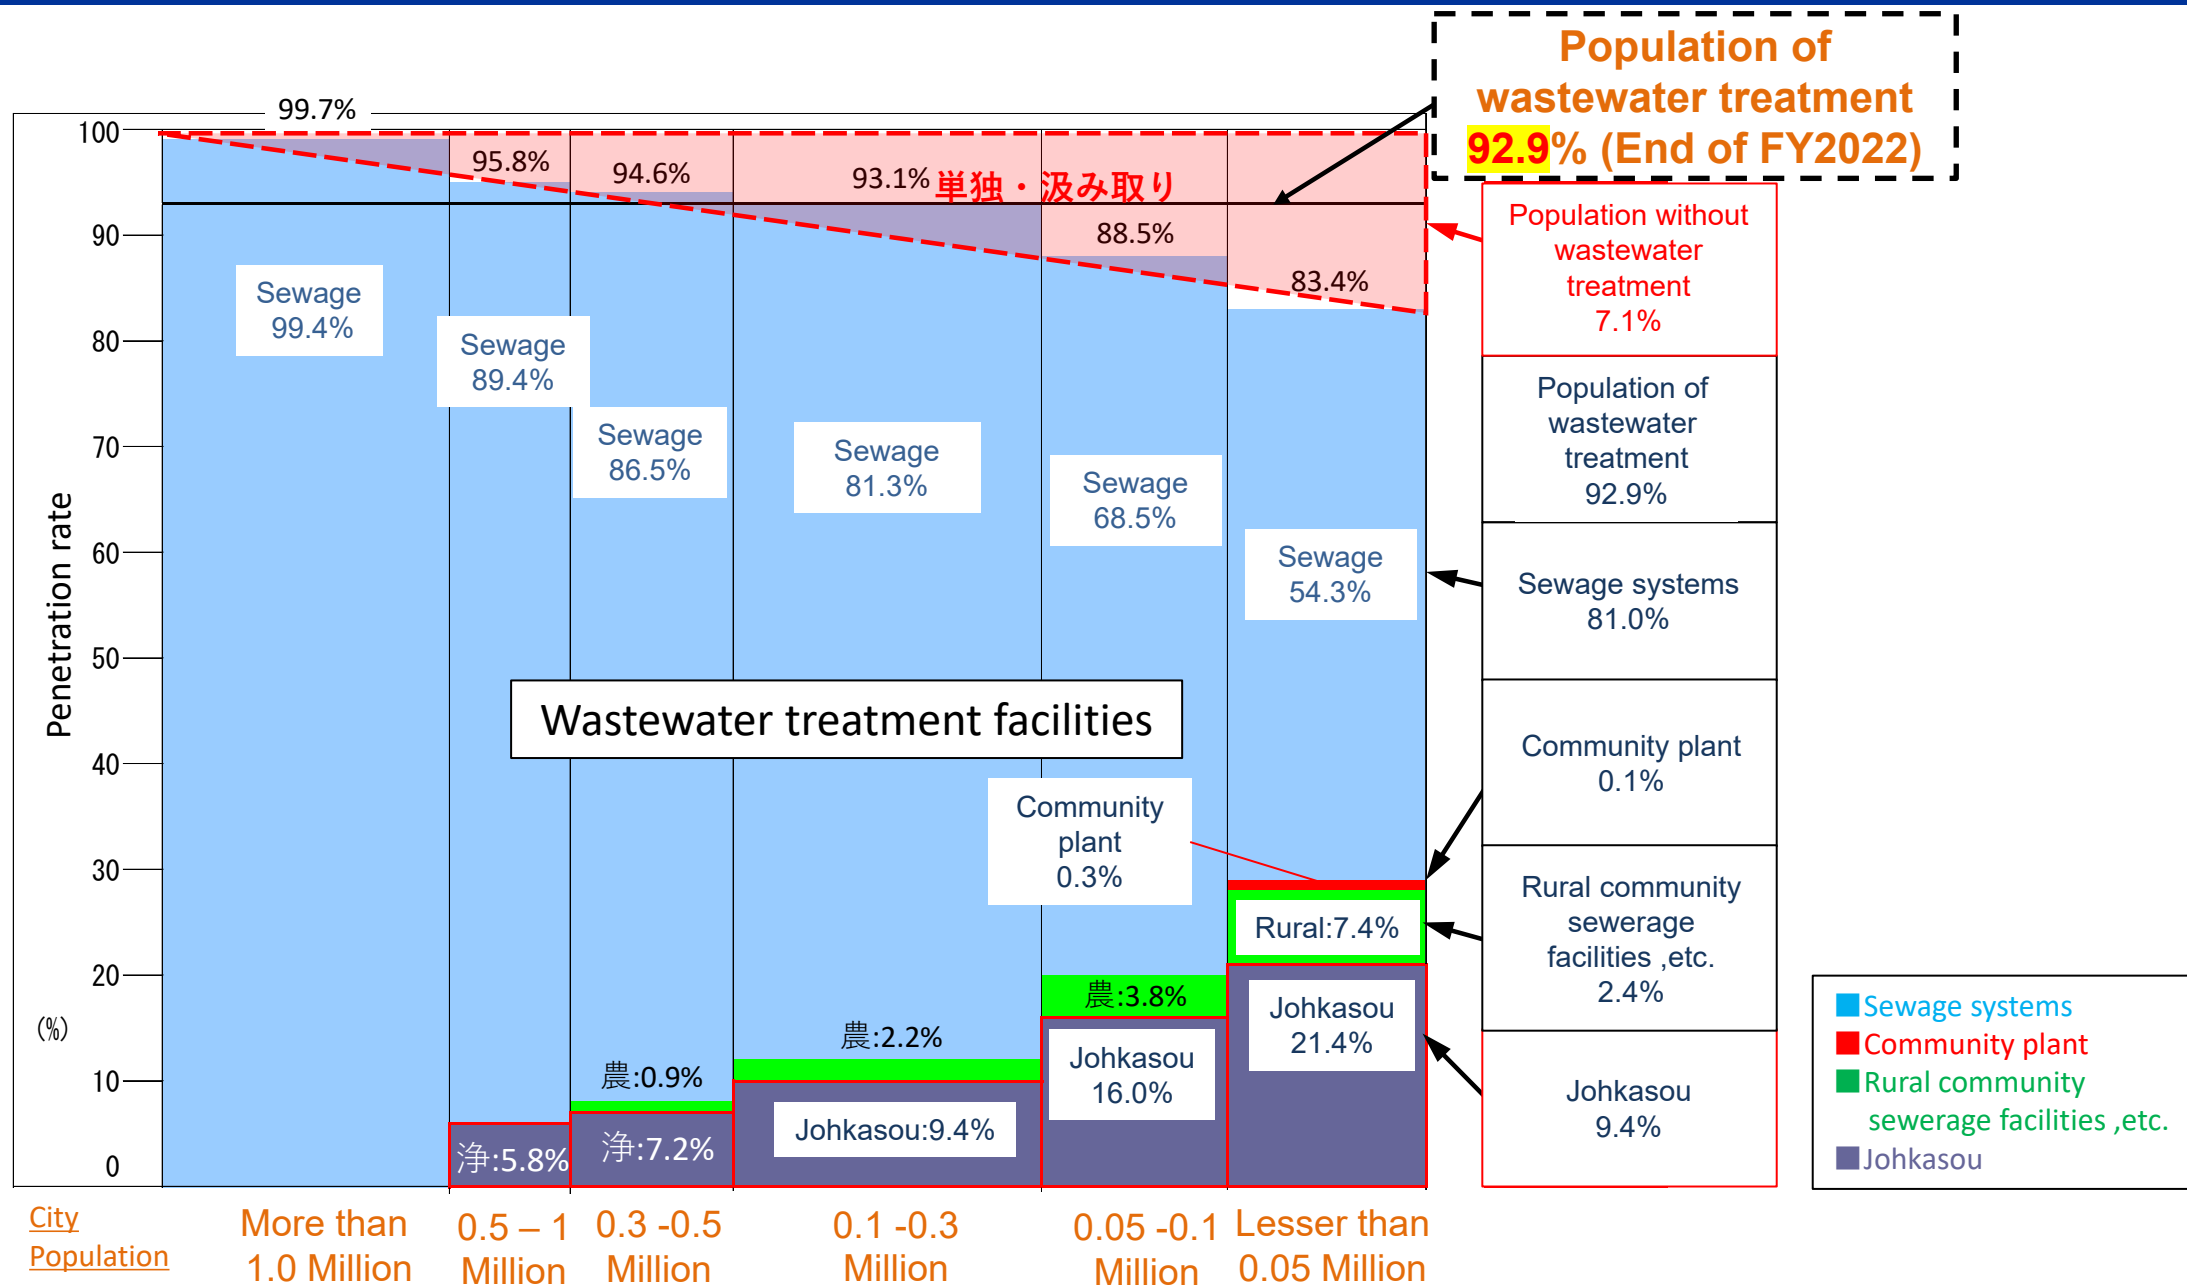 Population of
wastewater treatment
92.9% (End of FY2022)
99.7%
100
95.8%
94.6%
93.1%
単独・汲み取り
88.5%
83.4%
90
80
70
60
50
40
30
20
10
0
(%)
Penetration rate
Sewage
99.4%
Sewage
89.4%
Sewage
86.5%
Sewage
81.3%
Sewage
68.5%
Sewage
54.3%
Wastewater treatment facilities
Community
plant
0.3%
Rural:7.4%
農:3.8%
農:2.2%
農:0.9%
浄:5.8%
浄:7.2%
Johkasou:9.4%
Johkasou
16.0%
Johkasou
21.4%
Population without
wastewater
treatment
7.1%
Population of
wastewater
treatment
92.9%
Sewage systems
81.0%
Community plant
0.1%
Rural community
sewerage
facilities ,etc.
2.4%
Johkasou
9.4%
Sewage systems
Community plant
Rural community
sewerage facilities ,etc.
Johkasou
City
Population
More than
1.0 Million
0.5 – 1
Million
0.3 -0.5
Million
0.1 -0.3
Million
0.05 -0.1
Million
Lesser than
0.05 Million